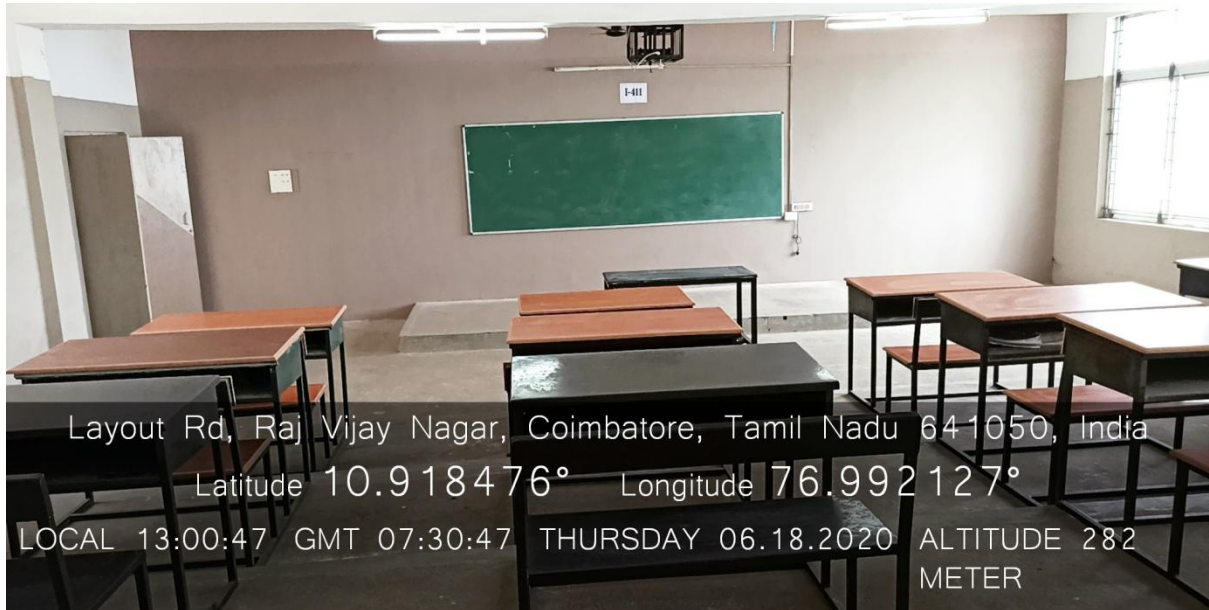 I-411
Layout Rd, Raj Vijay Nagar, Coimbatore, Tamil Nadu 641050, India
Latitude 10.918476° Longitude 76.992127°
LOCAL 13:00:47 GMT 07:30:47 THURSDAY 06.18.2020 ALTITUDE 282
METER